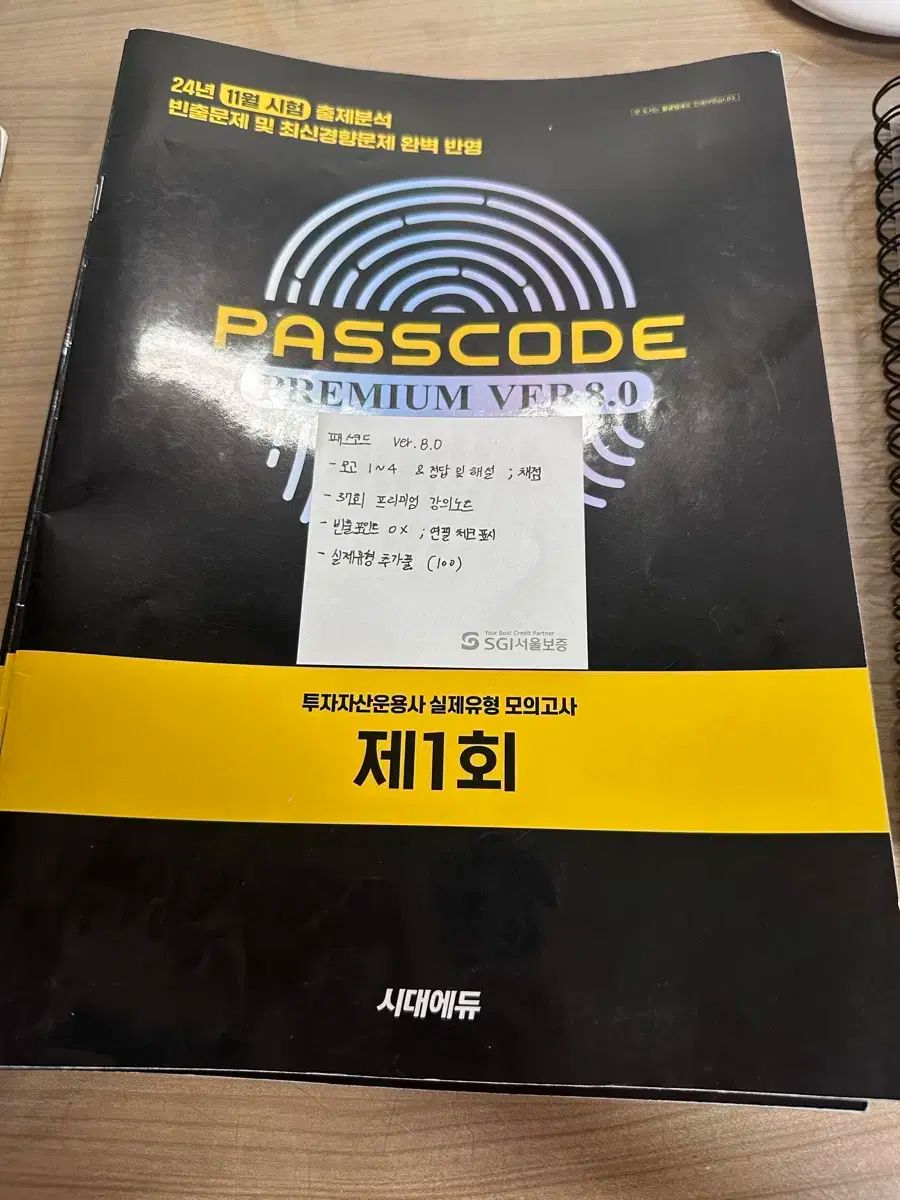 24년 11월 시험 출제분석
빈출문제 및 최신경향문제 완벽 반영
PASSCODE
PREMIUM VER 8.0
패스코드 ver. 8.0
- 모고 1~4 & 정답 및 해설 ; 채점
- 37회 프리미엄 강의노트
- 빈출포인트 OX ; 연필 체크표시
- 실제유형 추가풀 (100)
Your Best Credit Partner
SGI서울보증
투자자산운용사 실제유형 모의고사
제1회
시대에듀